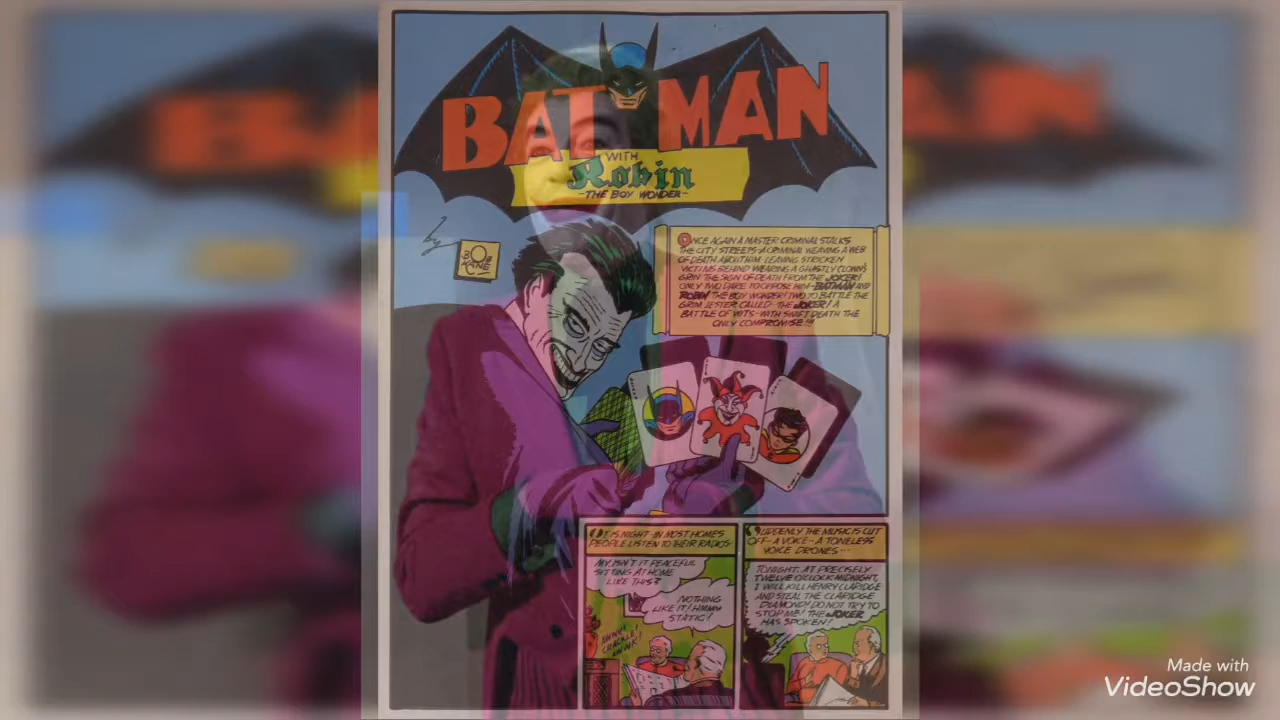 BATMAN
WITH
Robin
-THE BOY WONDER-
by
BOB
KANE
ONCE AGAIN A MASTER CRIMINAL STALKS
THE CITY STREETS-A CRIMINAL WEAVING A WEB
OF DEATH ABOUT HIM LEAVING STRICKEN
VICTIMS BEHIND WEARING A GHASTLY CLOWN'S
GRIN THE SIGN OF DEATH FROM THE JOKER!
ONLY TWO DARE TO OPPOSE HIM-BATMAN AND
ROBIN THE BOY WONDER! TWO TO BATTLE THE
GRIM JESTER CALLED THE JOKER! A
BATTLE OF WITS-WITH SWIFT DEATH THE
ONLY COMPROMISE!!!
IT IS NIGHT-IN MOST HOMES
PEOPLE LISTEN TO THEIR RADIOS-
MY, ISN'T IT PEACEFUL
SITTING AT HOME
LIKE THIS?
NOTHING
LIKE IT! HMMM
STATIC!
CRACKLE!
SUDDENLY THE MUSIC IS CUT
OFF-A VOICE-A TONELESS
VOICE DRONES...
TONIGHT, AT PRECISELY
TWELVE O'CLOCK MIDNIGHT,
I WILL KILL HENRY CLARIDGE
AND STEAL THE CLARIDGE
DIAMOND! DO NOT TRY TO
STOP ME! THE JOKER
HAS SPOKEN!
Made with
VideoShow